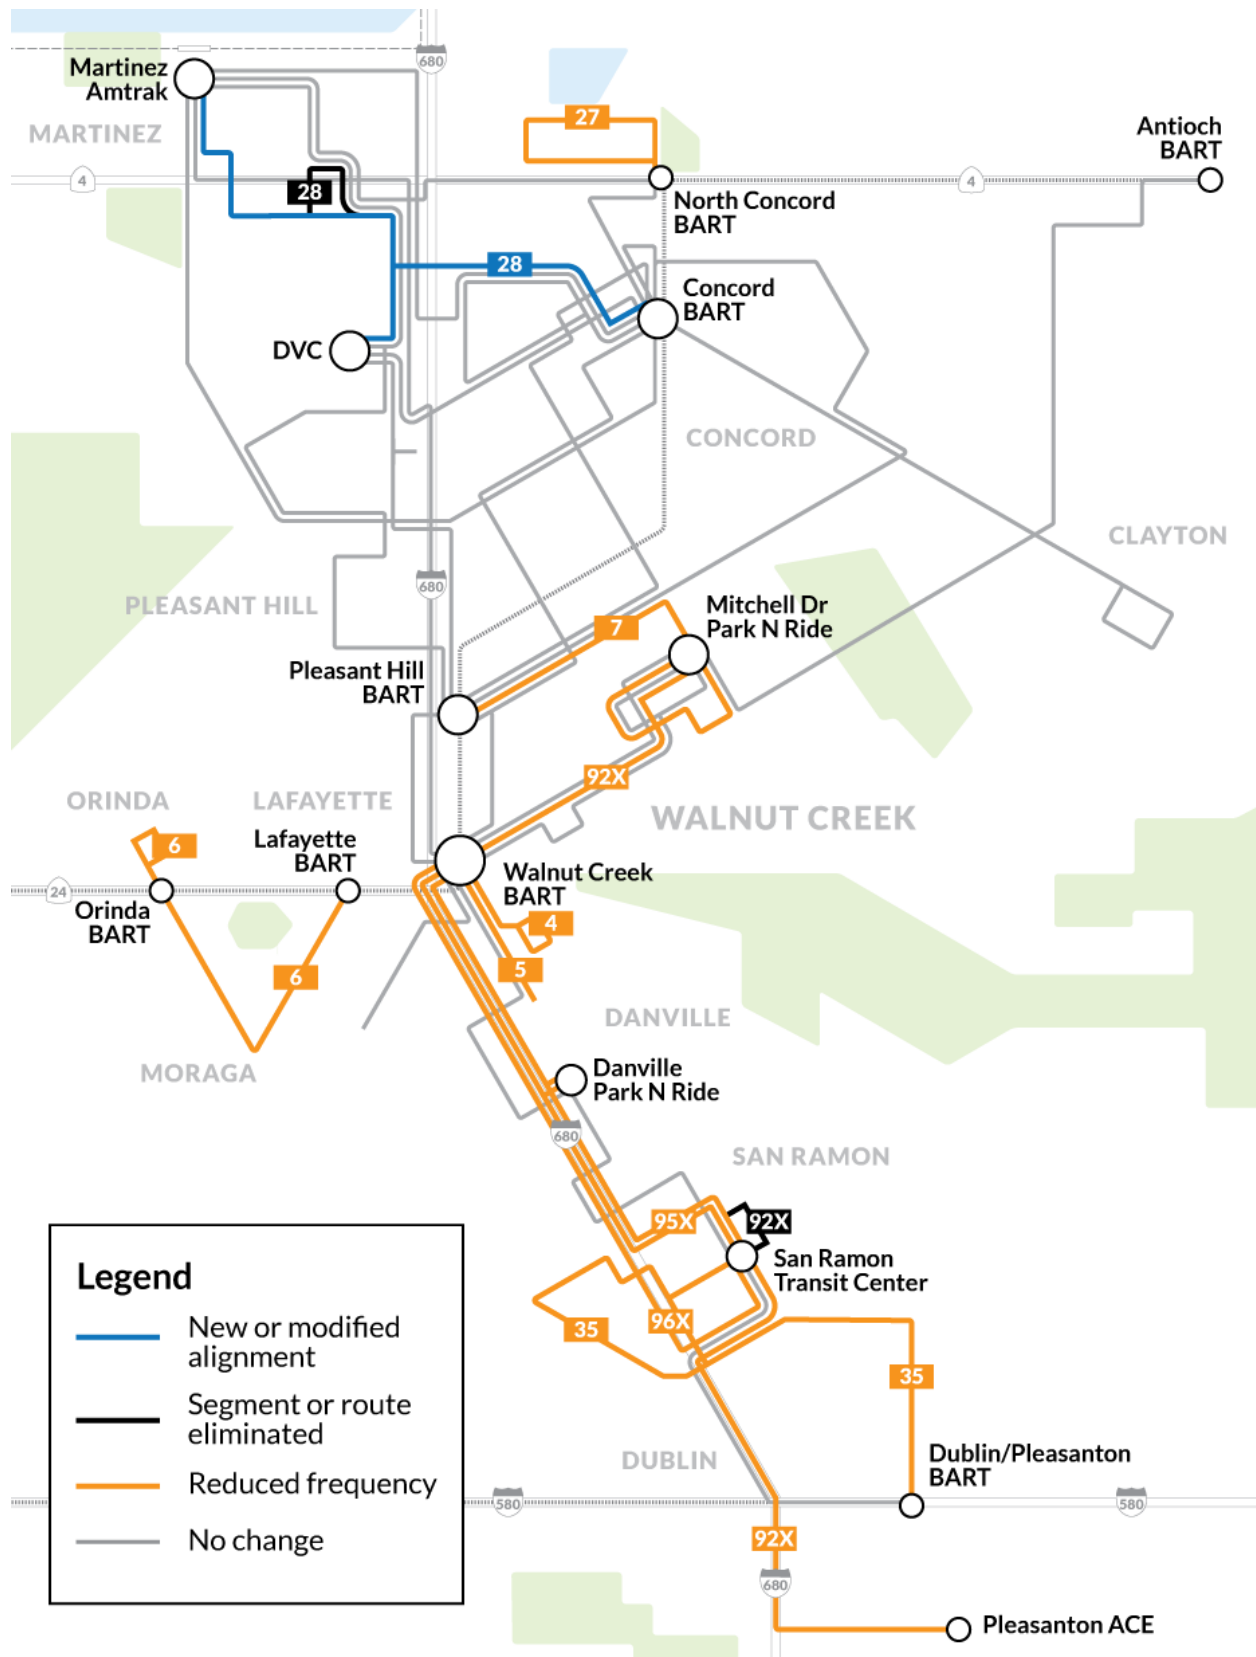 680
Martinez
Amtrak
MARTINEZ
27
Antioch
BART
4
4
28
North Concord
BART
28
Concord
BART
DVC
CONCORD
CLAYTON
680
PLEASANT HILL
Mitchell Dr
Park N Ride
7
Pleasant Hill
BART
92X
ORINDA
LAFAYETTE
WALNUT CREEK
6
Lafayette
BART
Walnut Creek
BART
24
Orinda
BART
4
5
6
DANVILLE
MORAGA
Danville
Park N Ride
680
SAN RAMON
95X
92X
San Ramon
Transit Center
35
96X
35
Legend
New or modified
alignment
Segment or route
eliminated
Reduced frequency
No change
DUBLIN
Dublin/Pleasanton
BART
580
580
92X
680
Pleasanton ACE